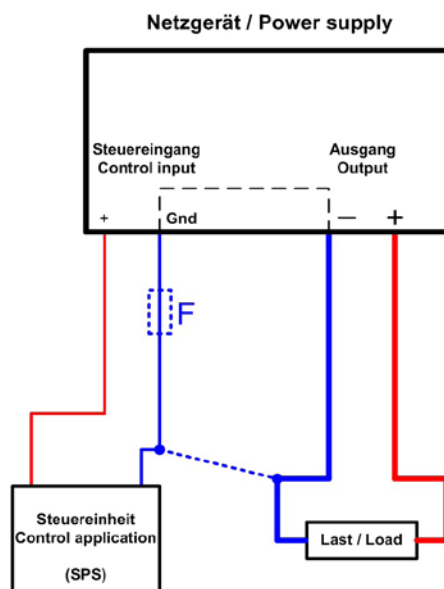 Netzgerät / Power supply
Steuereingang
Control input
Ausgang
Output
+
Gnd
—
+
F
Steuereinheit
Control application
(SPS)
Last / Load